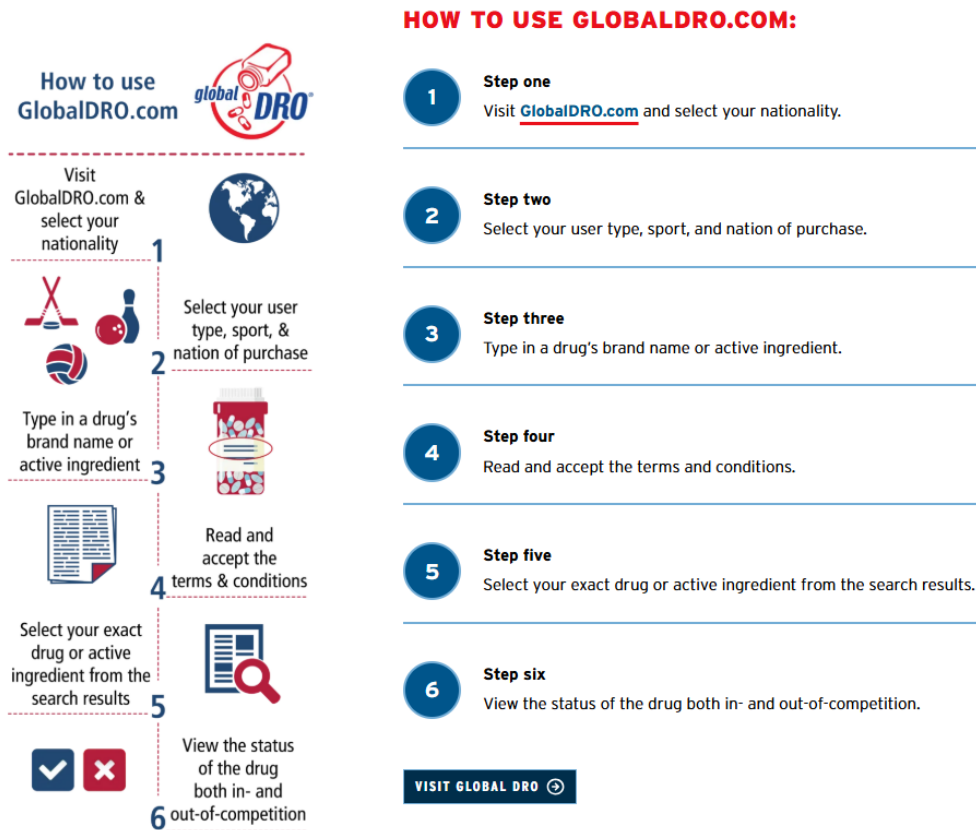 How to use
GlobalDRO.com
global DRO®
Visit
GlobalDRO.com &
select your
nationality
1
Select your user
type, sport, &
nation of purchase
2
Type in a drug's
brand name or
active ingredient
3
Read and
accept the
terms & conditions
4
Select your exact
drug or active
ingredient from the
search results
5
View the status
of the drug
both in- and
out-of-competition
6
HOW TO USE GLOBALDRO.COM:
1
Step one
Visit GlobalDRO.com and select your nationality.
2
Step two
Select your user type, sport, and nation of purchase.
3
Step three
Type in a drug's brand name or active ingredient.
4
Step four
Read and accept the terms and conditions.
5
Step five
Select your exact drug or active ingredient from the search results.
6
Step six
View the status of the drug both in- and out-of-competition.
VISIT GLOBAL DRO